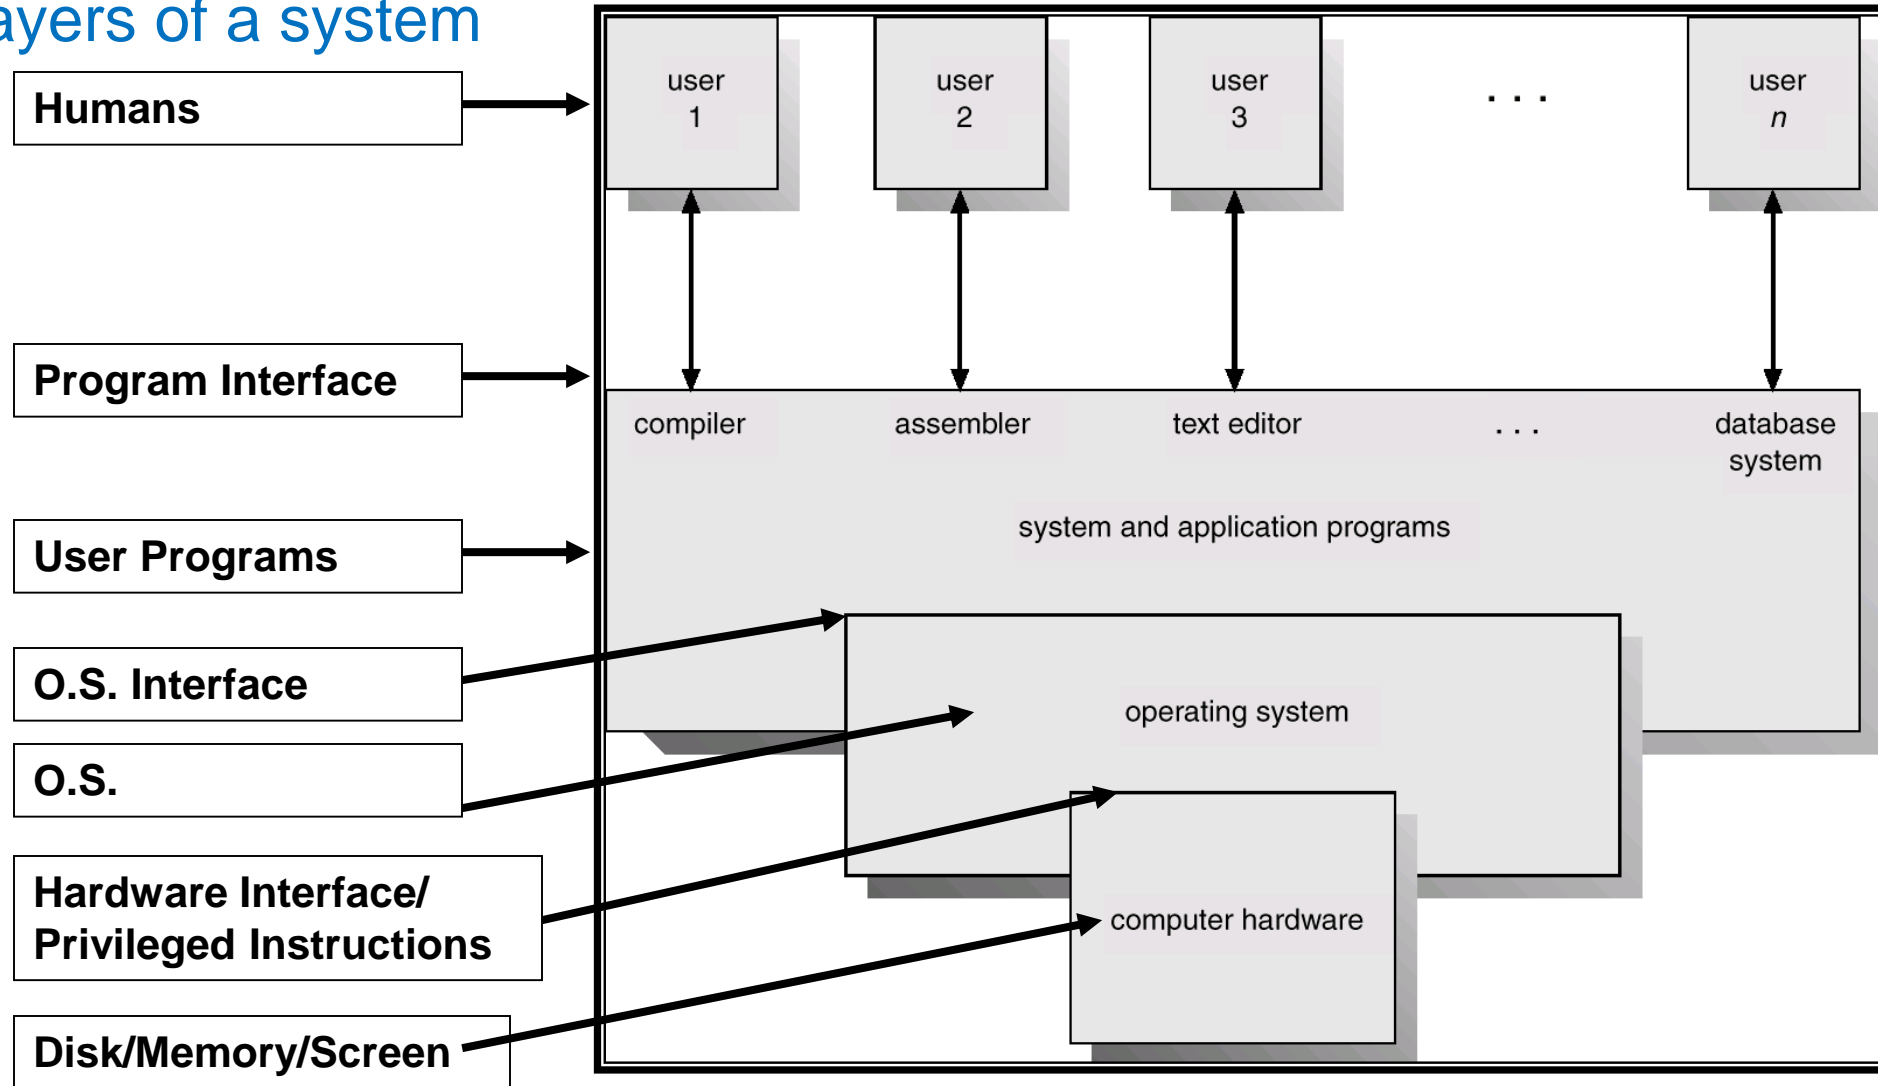 ayers of a system
Humans
Program Interface
User Programs
O.S. Interface
O.S.
Hardware Interface/
Privileged Instructions
Disk/Memory/Screen
user
1
user
2
user
3
. . .
user
n
compiler
assembler
text editor
. . .
database
system
system and application programs
operating system
computer hardware